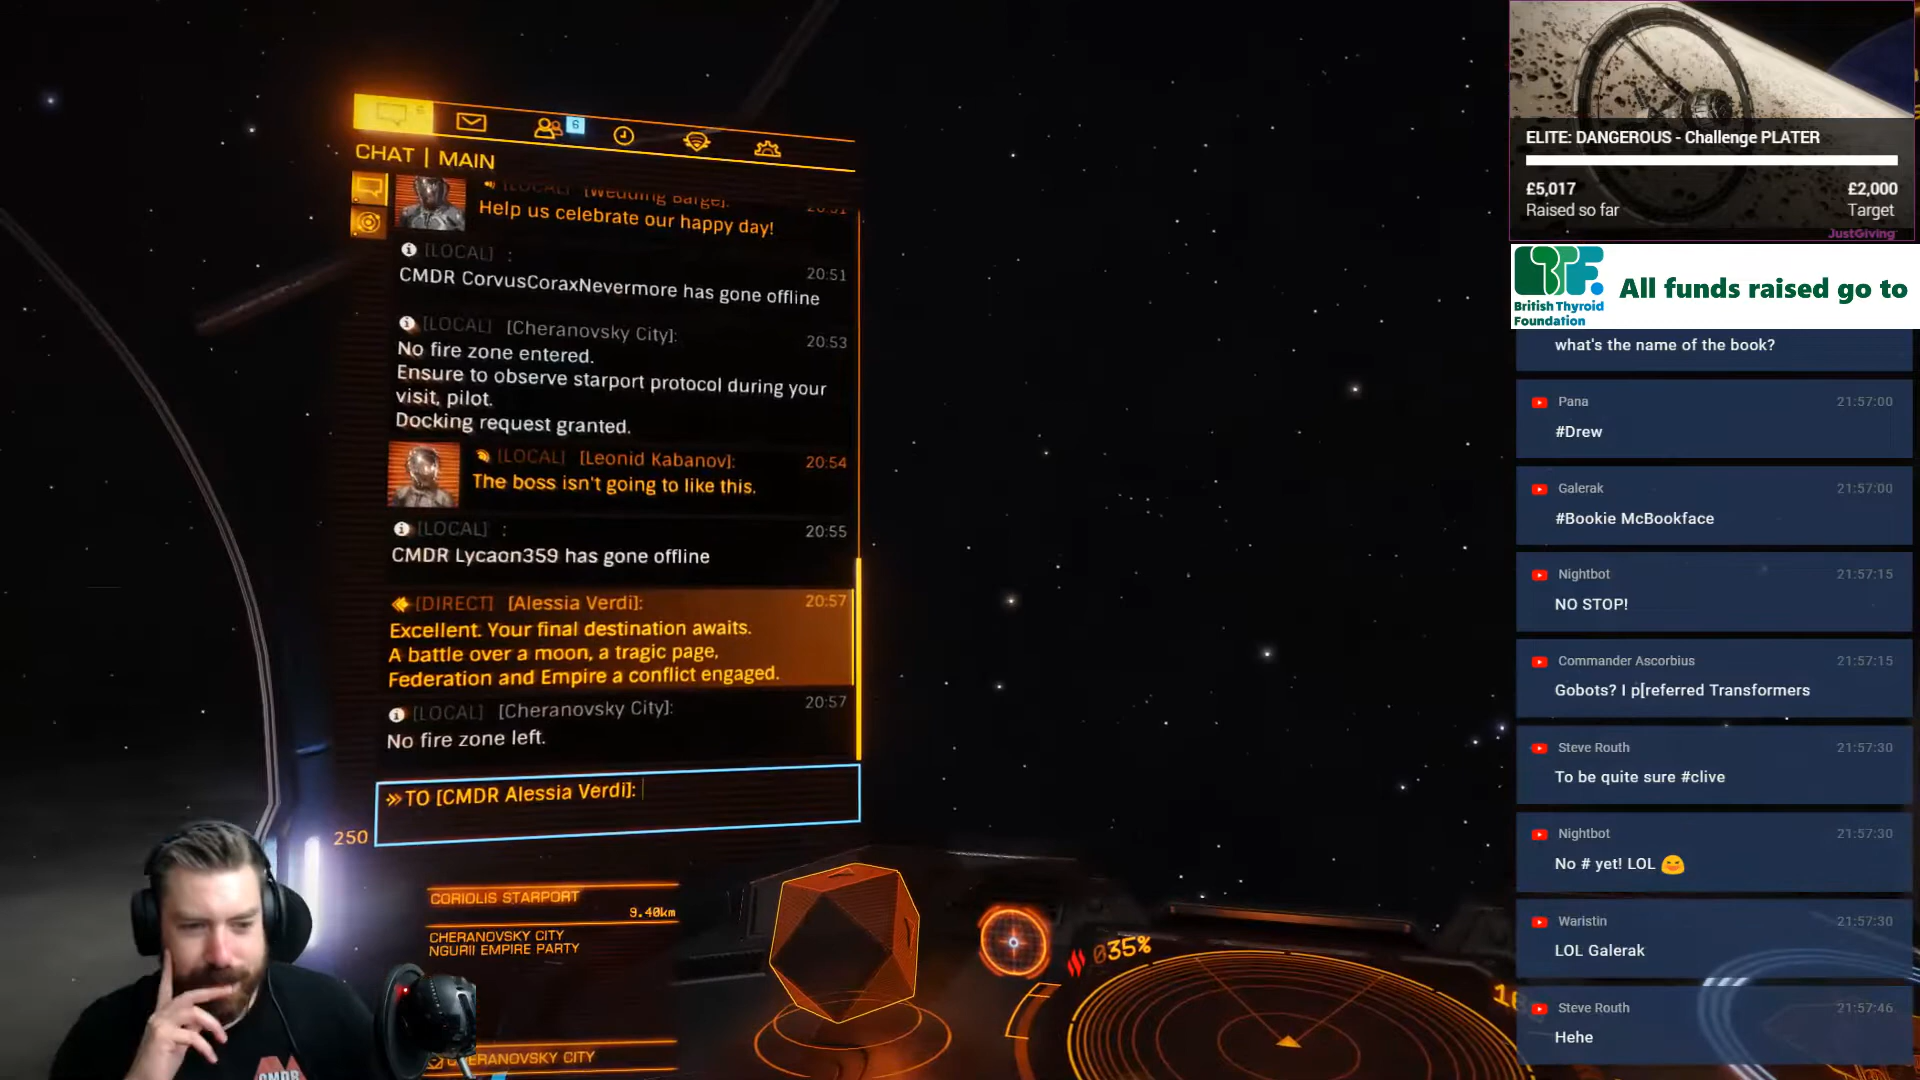 6
CHAT | MAIN
[LOCAL] [Wedding Barge]:
20:51
Help us celebrate our happy day!
[LOCAL] :
20:51
CMDR CorvusCoraxNevermore has gone offline
[LOCAL] [Cheranovsky City]:
20:53
No fire zone entered.
Ensure to observe starport protocol during your
visit, pilot.
Docking request granted.
[LOCAL] [Leonid Kabanov]:
20:54
The boss isn't going to like this.
[LOCAL] :
20:55
CMDR Lycaon359 has gone offline
[DIRECT] [Alessia Verdi]:
20:57
Excellent. Your final destination awaits.
A battle over a moon, a tragic page,
Federation and Empire a conflict engaged.
[LOCAL] [Cheranovsky City]:
20:57
No fire zone left.
TO [CMDR Alessia Verdi]:
250
CORIOLIS STARPORT
9.40km
CHERANOVSKY CITY
NGURII EMPIRE PARTY
CHERANOVSKY CITY
035%
CMDR
ELITE: DANGEROUS - Challenge PLATER
£5,017
£2,000
Raised so far
Target
JustGiving
British Thyroid
Foundation
All funds raised go to
what's the name of the book?
Pana
21:57:00
#Drew
Galerak
21:57:00
#Bookie McBookface
Nightbot
21:57:15
NO STOP!
Commander Ascorbius
21:57:15
Gobots? I p[referred Transformers
Steve Routh
21:57:30
To be quite sure #clive
Nightbot
21:57:30
No # yet! LOL 😆
Waristin
21:57:30
LOL Galerak
Steve Routh
21:57:46
Hehe